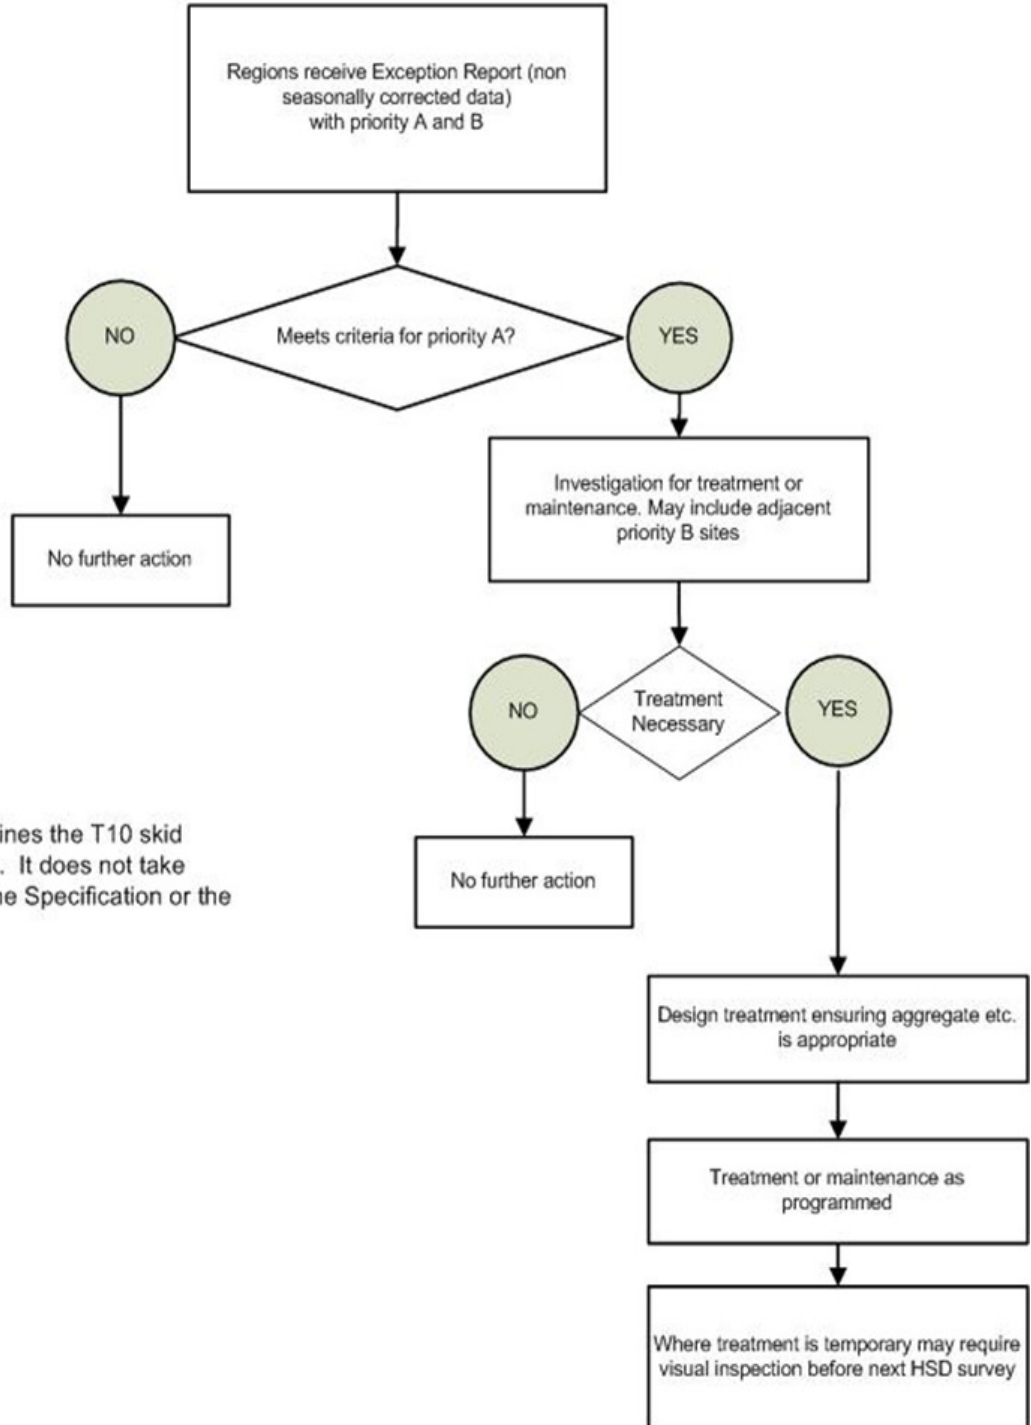 Regions receive Exception Report (non
seasonally corrected data)
with priority A and B
NO
Meets criteria for priority A?
YES
Investigation for treatment or
maintenance. May include adjacent
priority B sites
No further action
NO
Treatment
Necessary
YES
ines the T10 skid
. It does not take
e Specification or the
No further action
Design treatment ensuring aggregate etc.
is appropriate
Treatment or maintenance as
programmed
Where treatment is temporary may require
visual inspection before next HSD survey